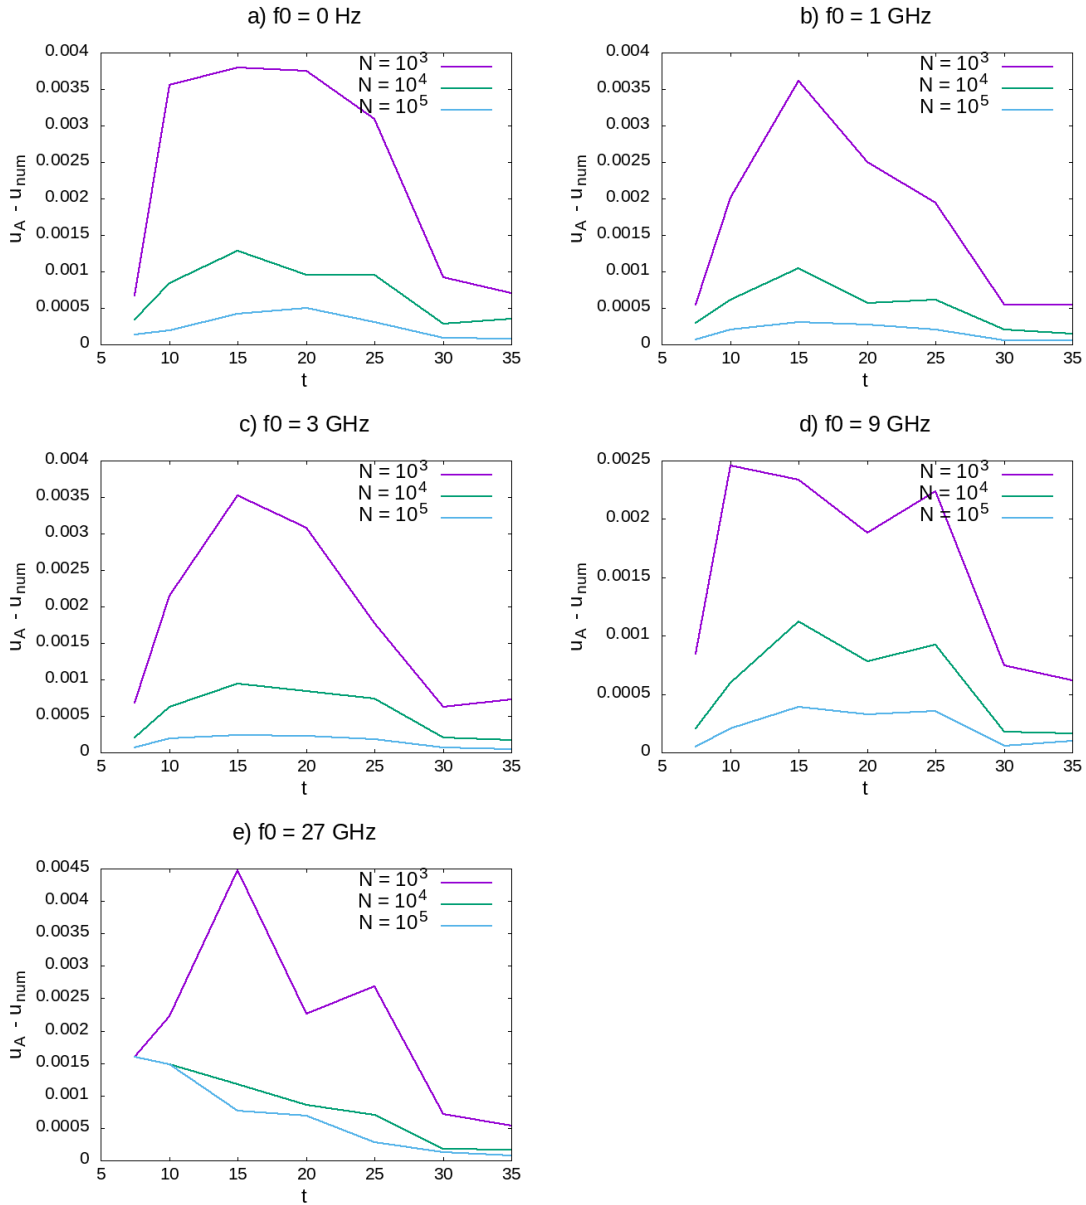 a) f0 = 0 Hz
0.004
0.0035
0.003
0.0025
0.002
0.0015
0.001
0.0005
0
u_A - u_num
N = 10^3
N = 10^4
N = 10^5
5 10 15 20 25 30 35
t
b) f0 = 1 GHz
0.004
0.0035
0.003
0.0025
0.002
0.0015
0.001
0.0005
0
u_A - u_num
N = 10^3
N = 10^4
N = 10^5
5 10 15 20 25 30 35
t
c) f0 = 3 GHz
0.004
0.0035
0.003
0.0025
0.002
0.0015
0.001
0.0005
0
u_A - u_num
N = 10^3
N = 10^4
N = 10^5
5 10 15 20 25 30 35
t
d) f0 = 9 GHz
0.0025
0.002
0.0015
0.001
0.0005
0
u_A - u_num
N = 10^3
N = 10^4
N = 10^5
5 10 15 20 25 30 35
t
e) f0 = 27 GHz
0.0045
0.004
0.0035
0.003
0.0025
0.002
0.0015
0.001
0.0005
0
u_A - u_num
N = 10^3
N = 10^4
N = 10^5
5 10 15 20 25 30 35
t